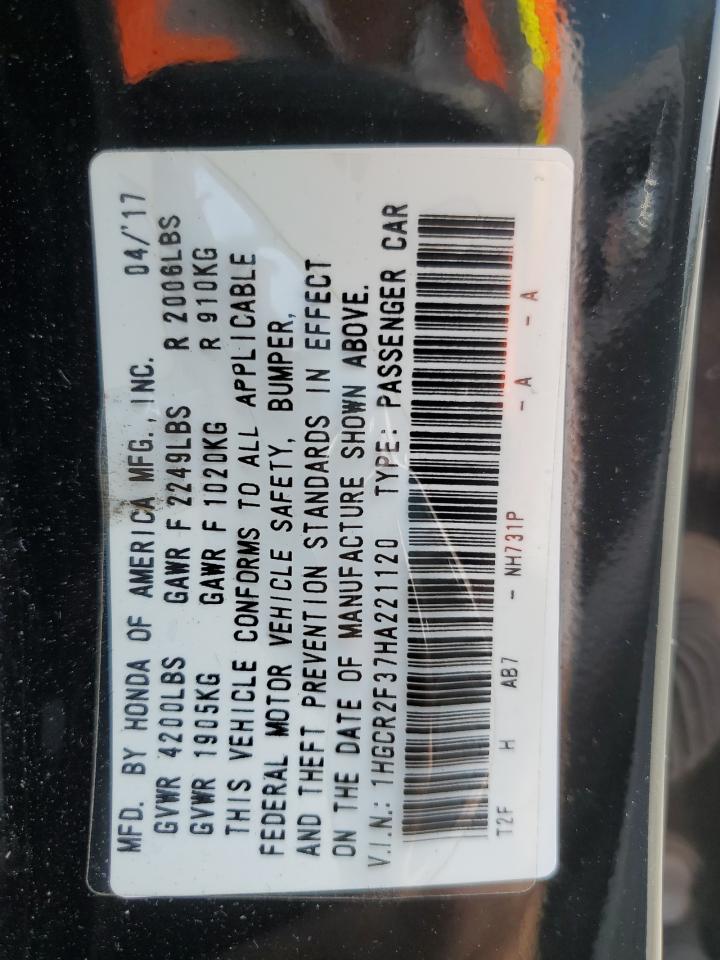 MFD. BY HONDA OF AMERICA MFG., INC. 04/'17
GVWR 4200LBS GAWR F 2249LBS R 2006LBS
GVWR 1905KG GAWR F 1020KG R 910KG
THIS VEHICLE CONFORMS TO ALL APPLICABLE
FEDERAL MOTOR VEHICLE SAFETY, BUMPER,
AND THEFT PREVENTION STANDARDS IN EFFECT
ON THE DATE OF MANUFACTURE SHOWN ABOVE.
V.I.N.: 1HGCR2F37HA221120 TYPE: PASSENGER CAR
T2F H AB7 - NH731P - A - A